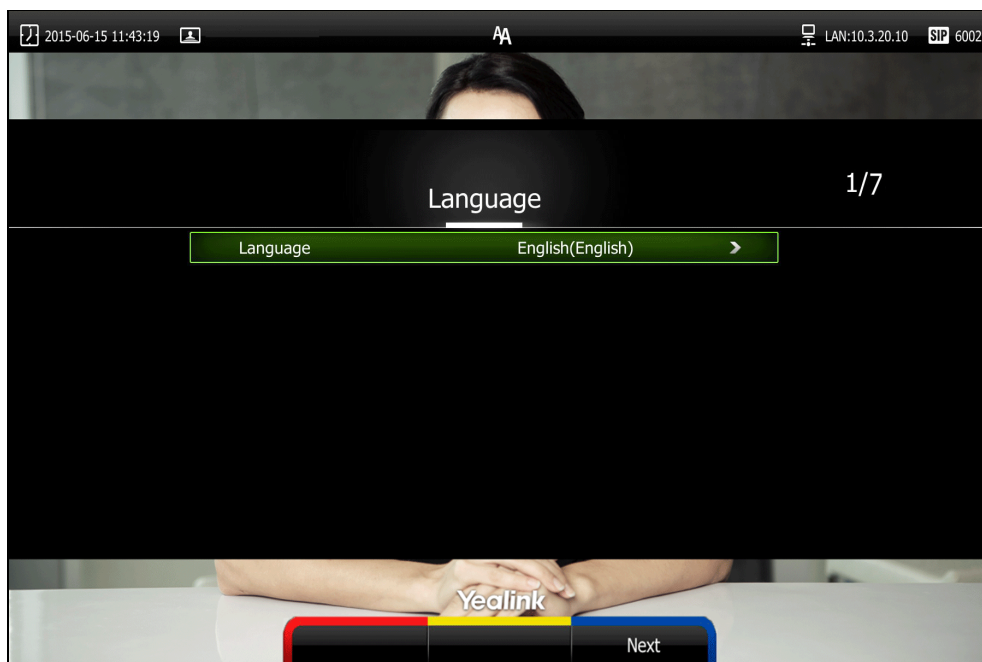 2015-06-15 11:43:19 AA LAN:10.3.20.10 SIP 6002
Language 1/7
Language English(English)
Yealink
Next